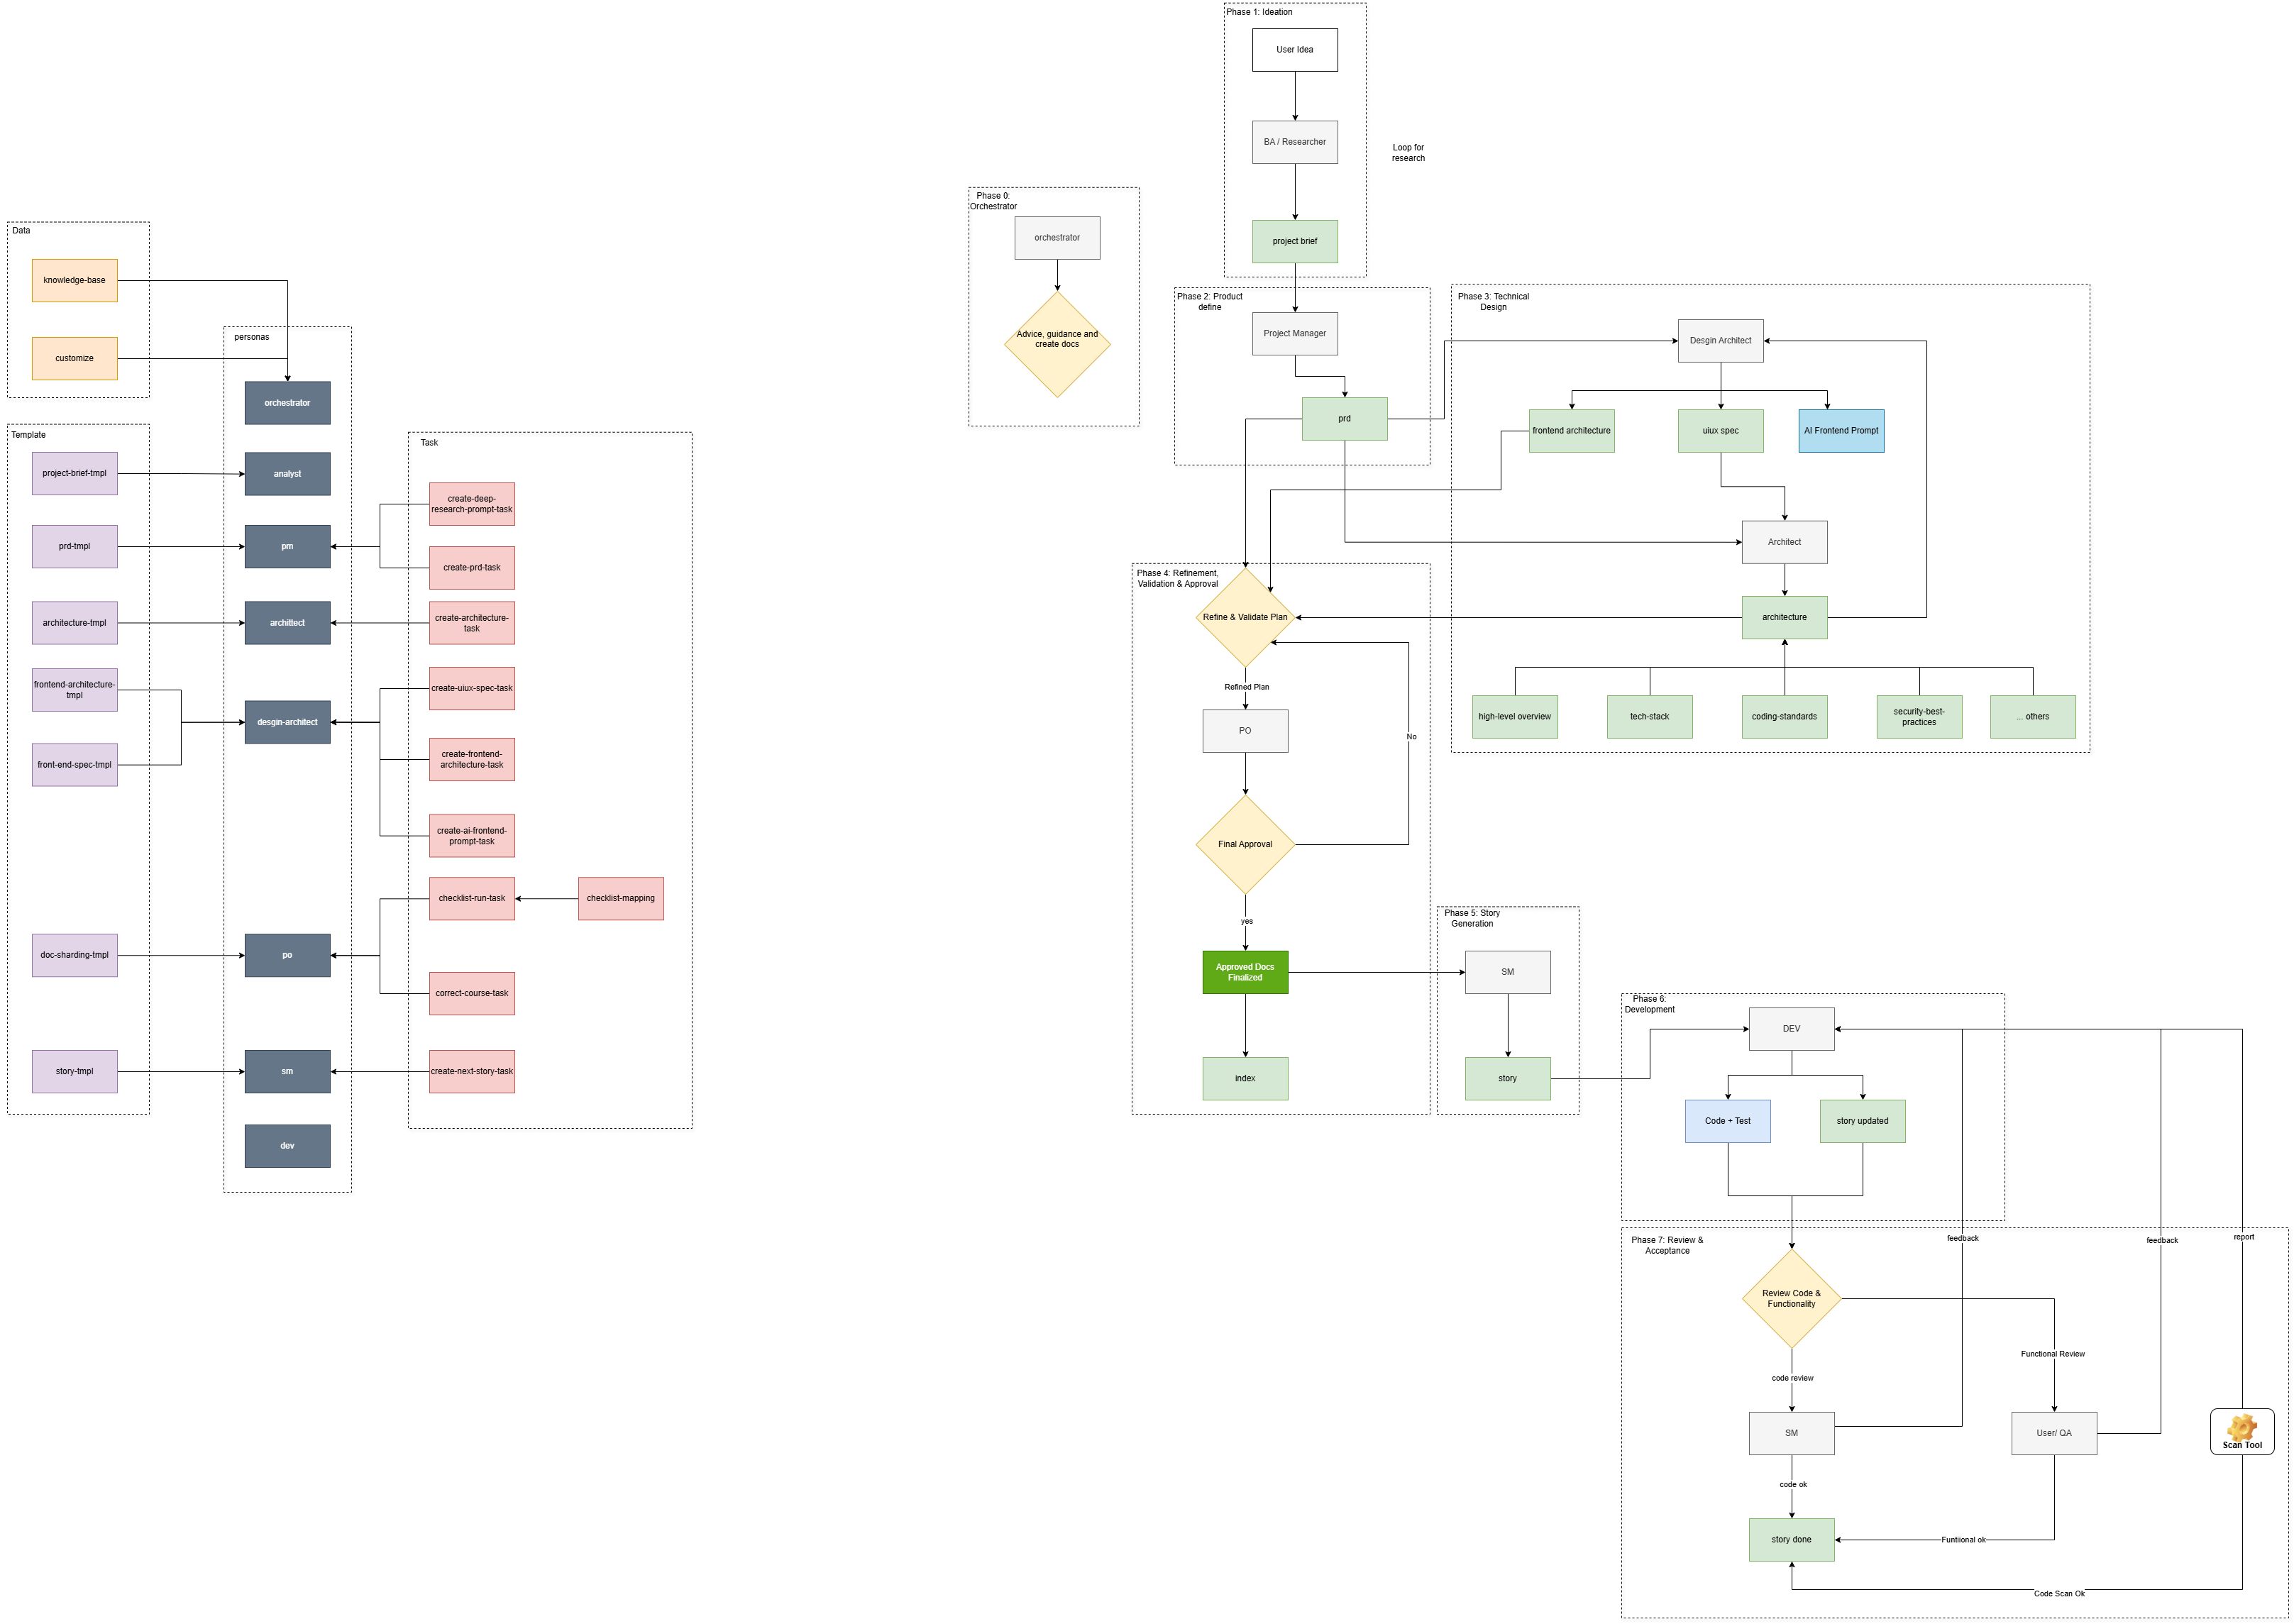 Data
knowledge-base
customize
Template
project-brief-tmpl
prd-tmpl
architecture-tmpl
frontend-architecture-
tmpl
front-end-spec-tmpl
doc-sharding-tmpl
story-tmpl
personas
orchestrator
analyst
pm
archittect
desgin-architect
po
sm
dev
Task
create-deep-
research-prompt-task
create-prd-task
create-architecture-
task
create-uiux-spec-task
create-frontend-
architecture-task
create-ai-frontend-
prompt-task
checklist-run-task
checklist-mapping
correct-course-task
create-next-story-task
Phase 0:
Orchestrator
orchestrator
Advice, guidance and
create docs
Phase 1: Ideation
User Idea
BA / Researcher
project brief
Loop for
research
Phase 2: Product
define
Project Manager
prd
Phase 3: Technical
Design
Desgin Architect
frontend architecture
uiux spec
AI Frontend Prompt
Architect
architecture
high-level overview
tech-stack
coding-standards
security-best-
practices
... others
Phase 4: Refinement,
Validation & Approval
Refine & Validate Plan
Refined Plan
PO
No
Final Approval
yes
Approved Docs
Finalized
index
Phase 5: Story
Generation
SM
story
Phase 6:
Development
DEV
Code + Test
story updated
Phase 7: Review &
Acceptance
feedback
feedback
report
Review Code &
Functionality
Functional Review
code review
SM
User/ QA
Scan Tool
code ok
story done
Funtiional ok
Code Scan Ok